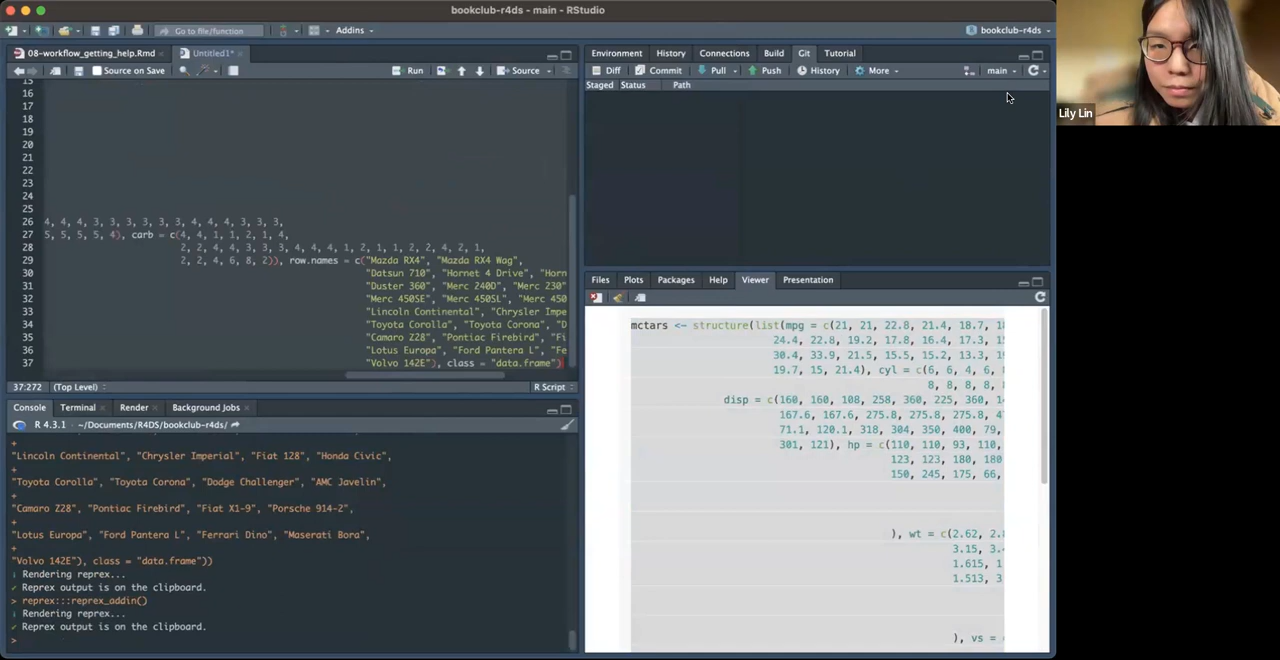 bookclub-r4ds - main - RStudio
Go to file/function
Addins
bookclub-r4ds
08-workflow_getting_help.Rmd
Untitled1*
Source on Save
Run
Source
16
17
18
19
20
21
22
23
24
25
26 4, 4, 4, 3, 3, 3, 3, 3, 3, 4, 4, 4, 3, 3, 3,
27 5, 5, 5, 5, 4), carb = c(4, 4, 1, 1, 2, 1, 4,
28 2, 2, 4, 4, 3, 3, 3, 4, 4, 4, 1, 2, 1, 1, 2, 2, 4, 2, 1,
29 2, 2, 4, 6, 8, 2)), row.names = c("Mazda RX4", "Mazda RX4 Wag",
30 "Datsun 710", "Hornet 4 Drive", "Horn
31 "Duster 360", "Merc 240D", "Merc 230"
32 "Merc 450SE", "Merc 450SL", "Merc 450
33 "Lincoln Continental", "Chrysler Impe
34 "Toyota Corolla", "Toyota Corona", "D
35 "Camaro Z28", "Pontiac Firebird", "Fi
36 "Lotus Europa", "Ford Pantera L", "Fe
37 "Volvo 142E"), class = "data.frame")
37:272 (Top Level) R Script
Console Terminal Render Background Jobs
R 4.3.1 · ~/Documents/R4DS/bookclub-r4ds/
+
"Lincoln Continental", "Chrysler Imperial", "Fiat 128", "Honda Civic",
+
"Toyota Corolla", "Toyota Corona", "Dodge Challenger", "AMC Javelin",
+
"Camaro Z28", "Pontiac Firebird", "Fiat X1-9", "Porsche 914-2",
+
"Lotus Europa", "Ford Pantera L", "Ferrari Dino", "Maserati Bora",
+
"Volvo 142E"), class = "data.frame"))
i Rendering reprex...
✓ Reprex output is on the clipboard.
> reprex:::reprex_addin()
i Rendering reprex...
✓ Reprex output is on the clipboard.
>
Environment History Connections Build Git Tutorial
Diff Commit Pull Push History More main
Staged Status Path
Files Plots Packages Help Viewer Presentation
mctars <- structure(list(mpg = c(21, 21, 22.8, 21.4, 18.7,
24.4, 22.8, 19.2, 17.8, 16.4, 17.3,
30.4, 33.9, 21.5, 15.5, 15.2, 13.3,
19.7, 15, 21.4), cyl = c(6, 6, 4, 6,
8, 8, 8, 8,
disp = c(160, 160, 108, 258, 360, 225, 360,
167.6, 167.6, 275.8, 275.8, 275.8,
71.1, 120.1, 318, 304, 350, 400, 79,
301, 121), hp = c(110, 110, 93, 110,
123, 123, 180, 180
150, 245, 175, 66,
), wt = c(2.62,
3.15,
1.615,
1.513,
), vs =
Lily Lin